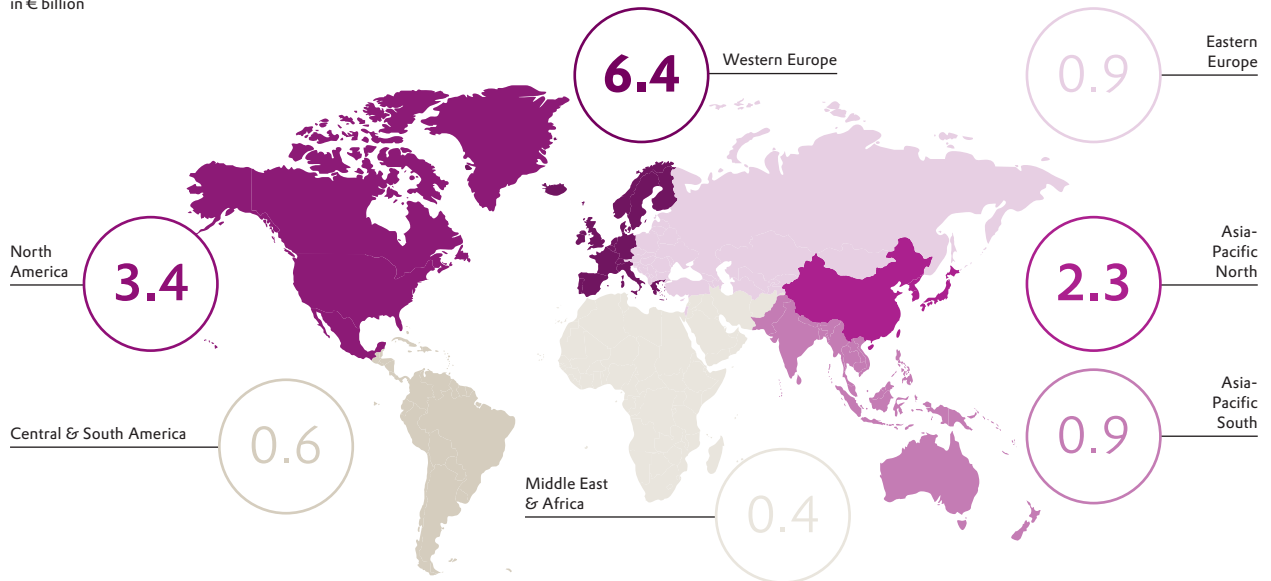 in € billion
6.4
Western Europe
0.9
Eastern
Europe
North
America
3.4
2.3
Asia-
Pacific
North
Central & South America
0.6
Middle East
& Africa
0.4
0.9
Asia-
Pacific
South